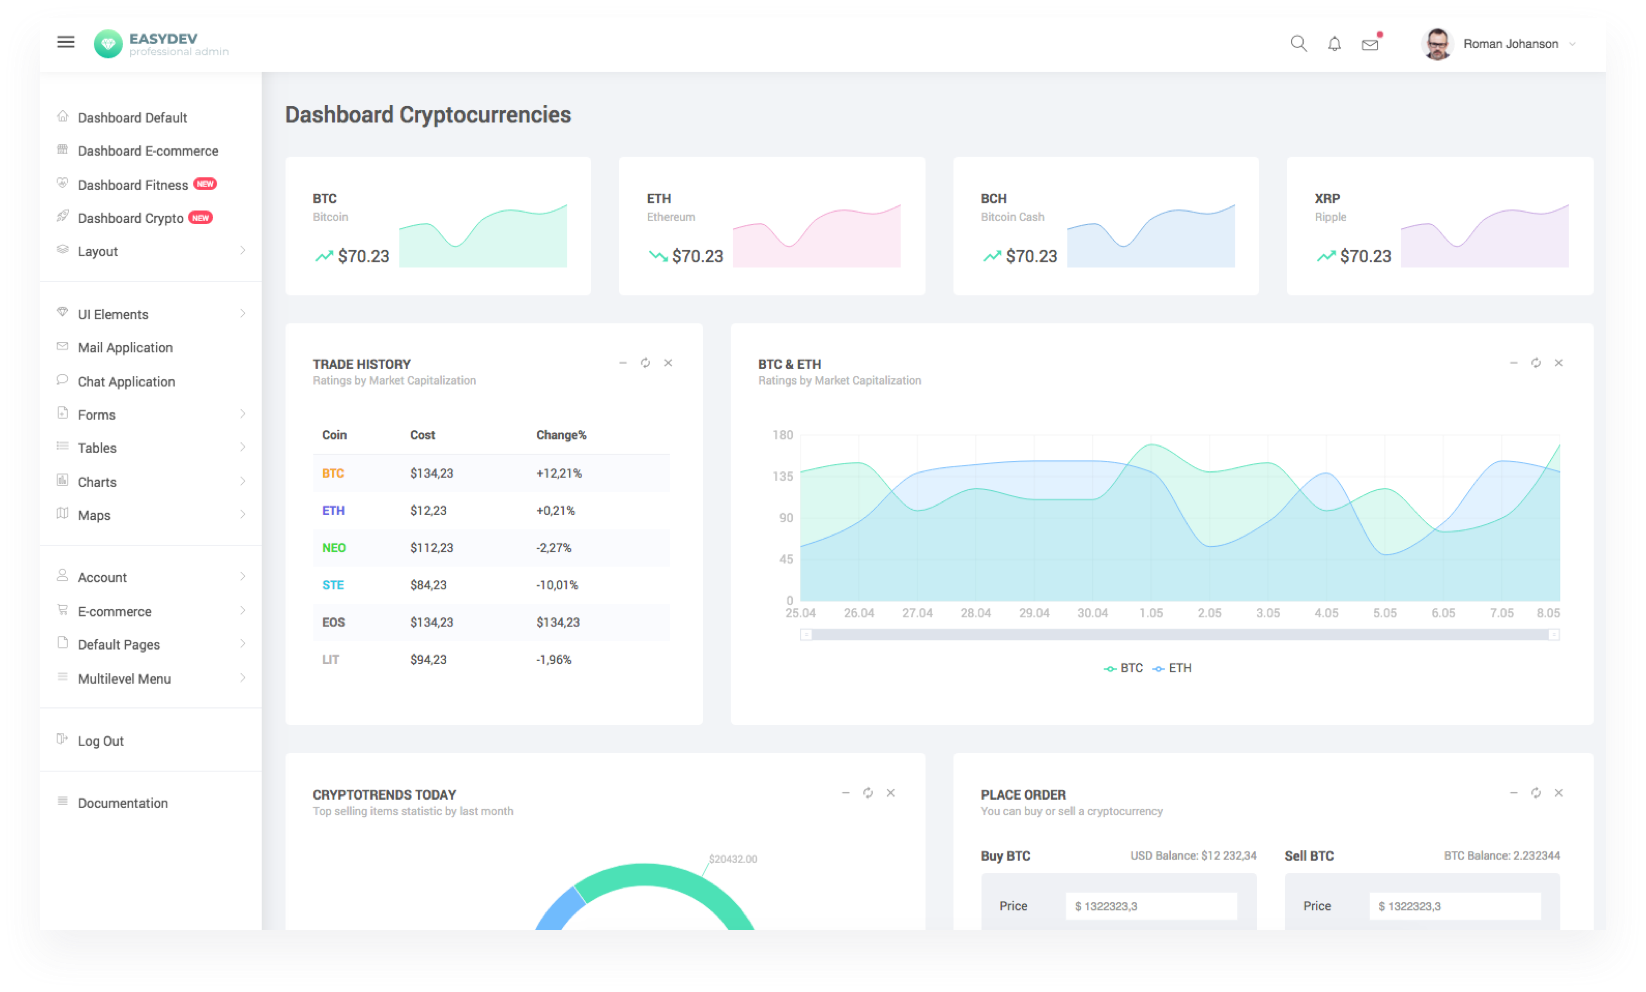 EASYDEV
professional admin
Roman Johanson
Dashboard Default
Dashboard E-commerce
Dashboard Fitness NEW
Dashboard Crypto NEW
Layout
UI Elements
Mail Application
Chat Application
Forms
Tables
Charts
Maps
Account
E-commerce
Default Pages
Multilevel Menu
Log Out
Documentation
Dashboard Cryptocurrencies
BTC
Bitcoin
$70.23
ETH
Ethereum
$70.23
BCH
Bitcoin Cash
$70.23
XRP
Ripple
$70.23
TRADE HISTORY
Ratings by Market Capitalization
Coin Cost Change%
BTC $134,23 +12,21%
ETH $12,23 +0,21%
NEO $112,23 -2,27%
STE $84,23 -10,01%
EOS $134,23 $134,23
LIT $94,23 -1,96%
BTC & ETH
Ratings by Market Capitalization
180
135
90
45
0
25.04 26.04 27.04 28.04 29.04 30.04 1.05 2.05 3.05 4.05 5.05 6.05 7.05 8.05
BTC ETH
CRYPTOTRENDS TODAY
Top selling items statistic by last month
$20432.00
PLACE ORDER
You can buy or sell a cryptocurrency
Buy BTC USD Balance: $12 232,34
Price $ 1322323,3
Sell BTC BTC Balance: 2.232344
Price $ 1322323,3